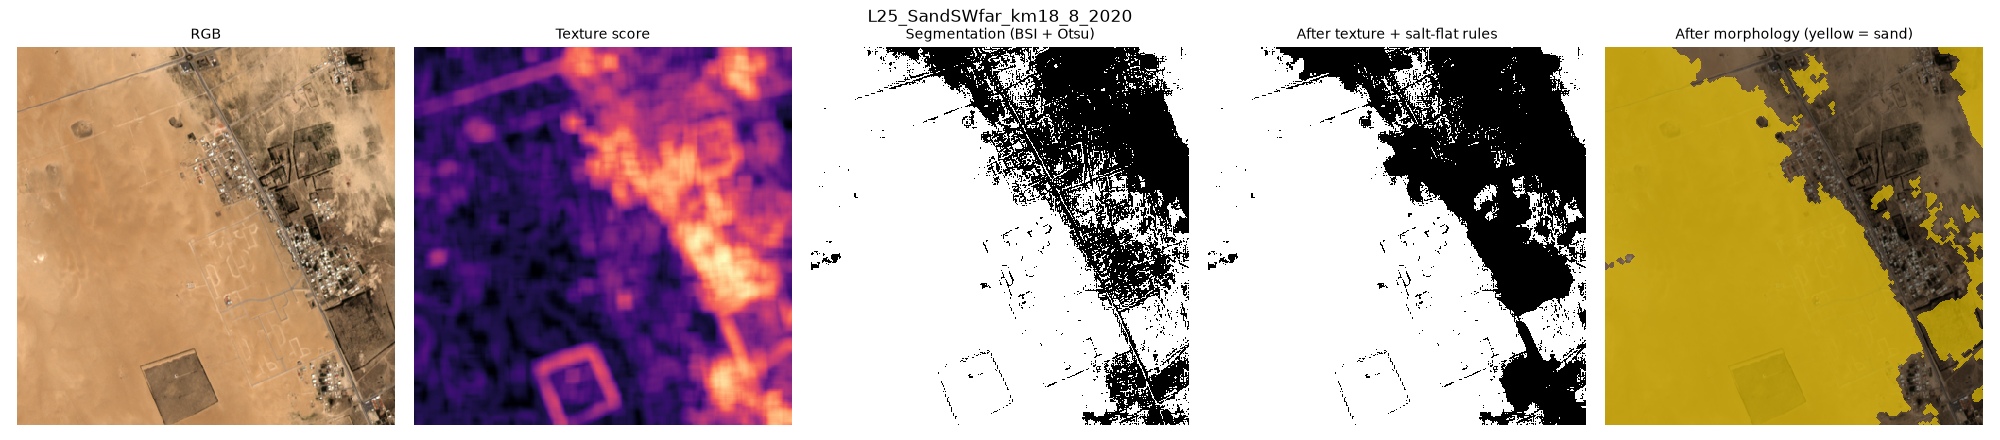 L25_SandSWfar_km18_8_2020
RGB
Texture score
Segmentation (BSI + Otsu)
After texture + salt-flat rules
After morphology (yellow = sand)